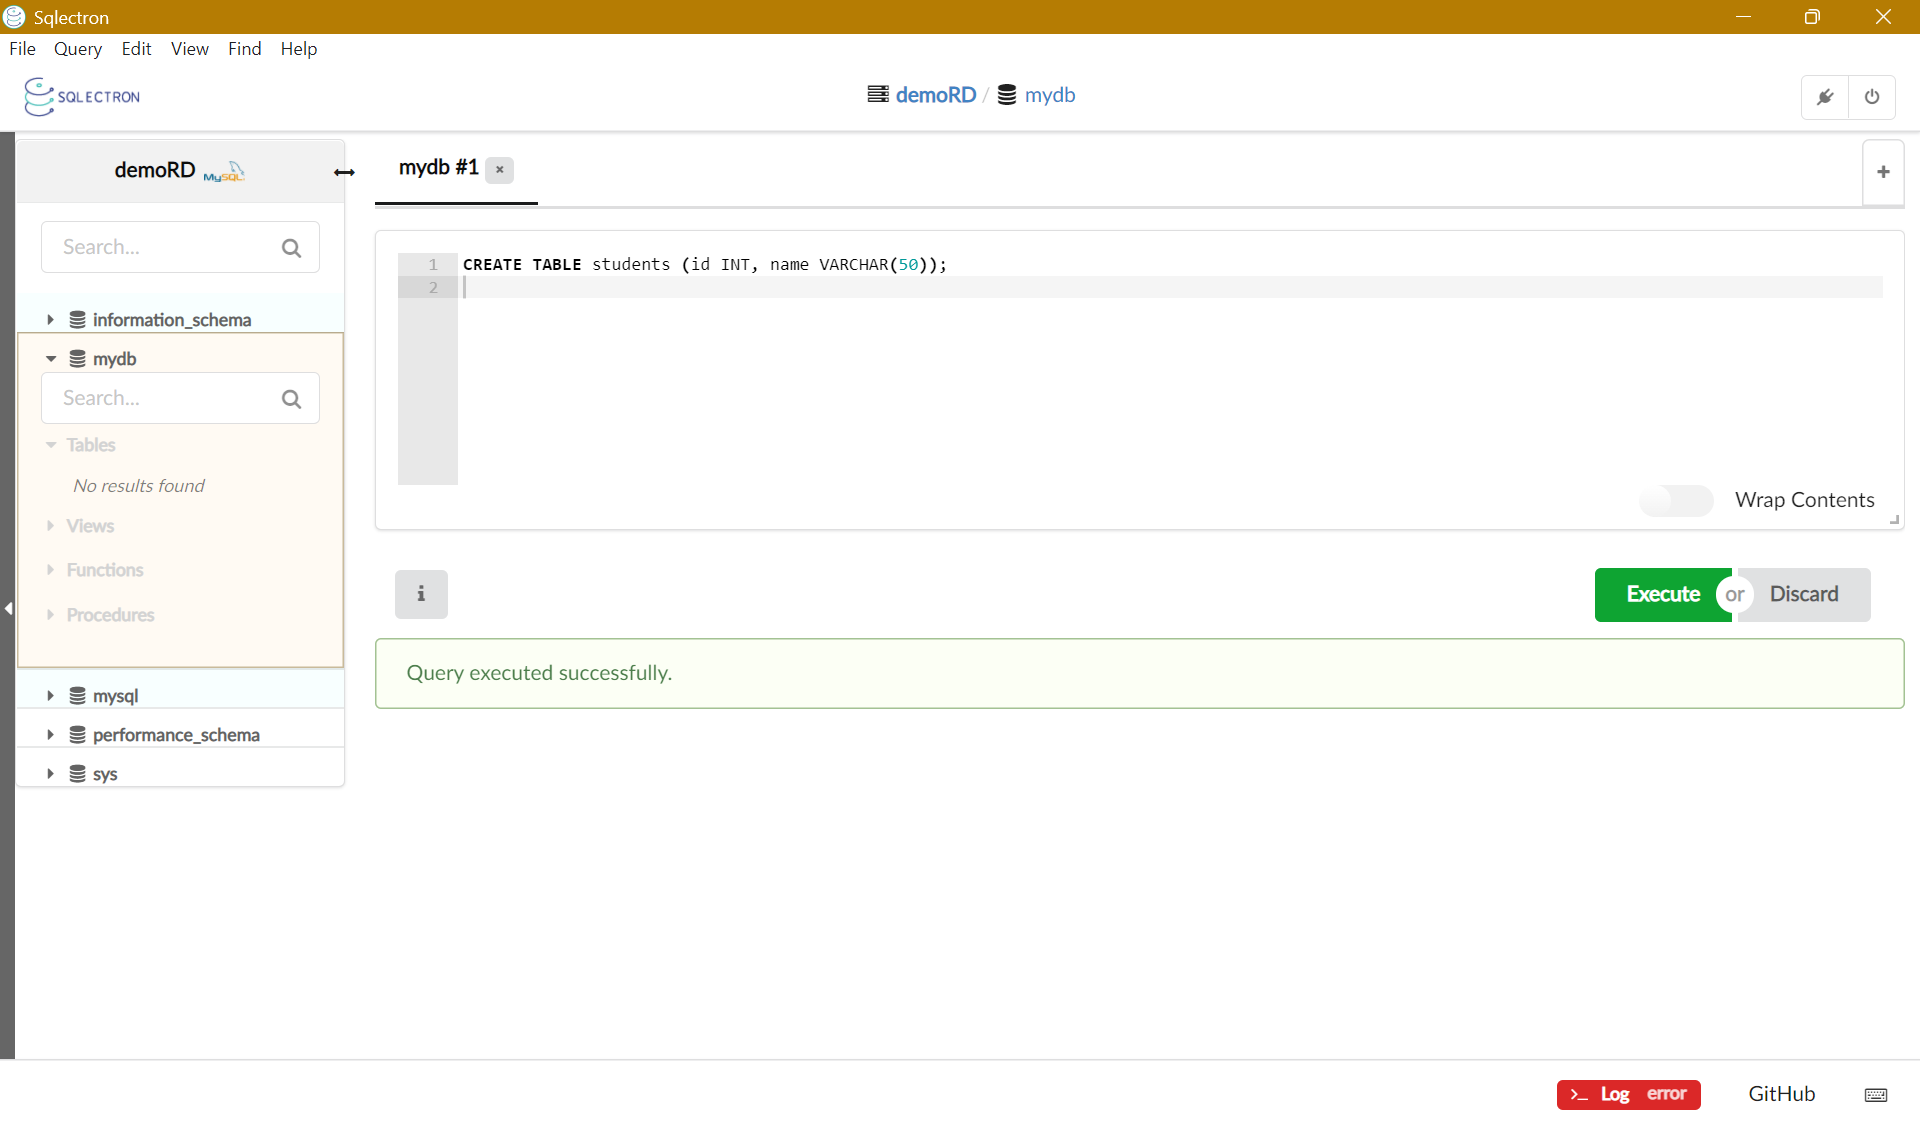 Sqlectron
File Query Edit View Find Help
SQLECTRON
demoRD / mydb
demoRD MySQL
mydb #1 ×
+
Search...
1 CREATE TABLE students (id INT, name VARCHAR(50));
2
information_schema
mydb
Search...
Tables
No results found
Views
Functions
Procedures
mysql
performance_schema
sys
Wrap Contents
i
Execute or Discard
Query executed successfully.
>_ Log error GitHub